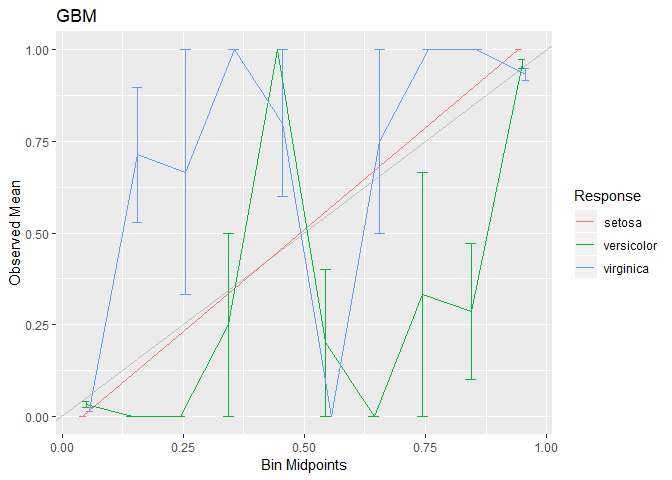 GBM
1.00
0.75
0.50
0.25
0.00
Observed Mean
0.00 0.25 0.50 0.75 1.00
Bin Midpoints
Response
setosa
versicolor
virginica